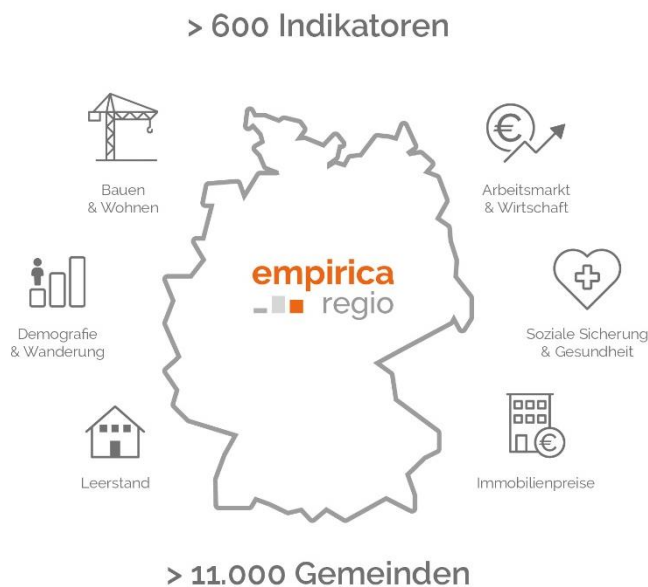 > 600 Indikatoren
Bauen
& Wohnen
Arbeitsmarkt
& Wirtschaft
empirica
regio
Demografie
& Wanderung
Soziale Sicherung
& Gesundheit
Leerstand
Immobilienpreise
> 11.000 Gemeinden